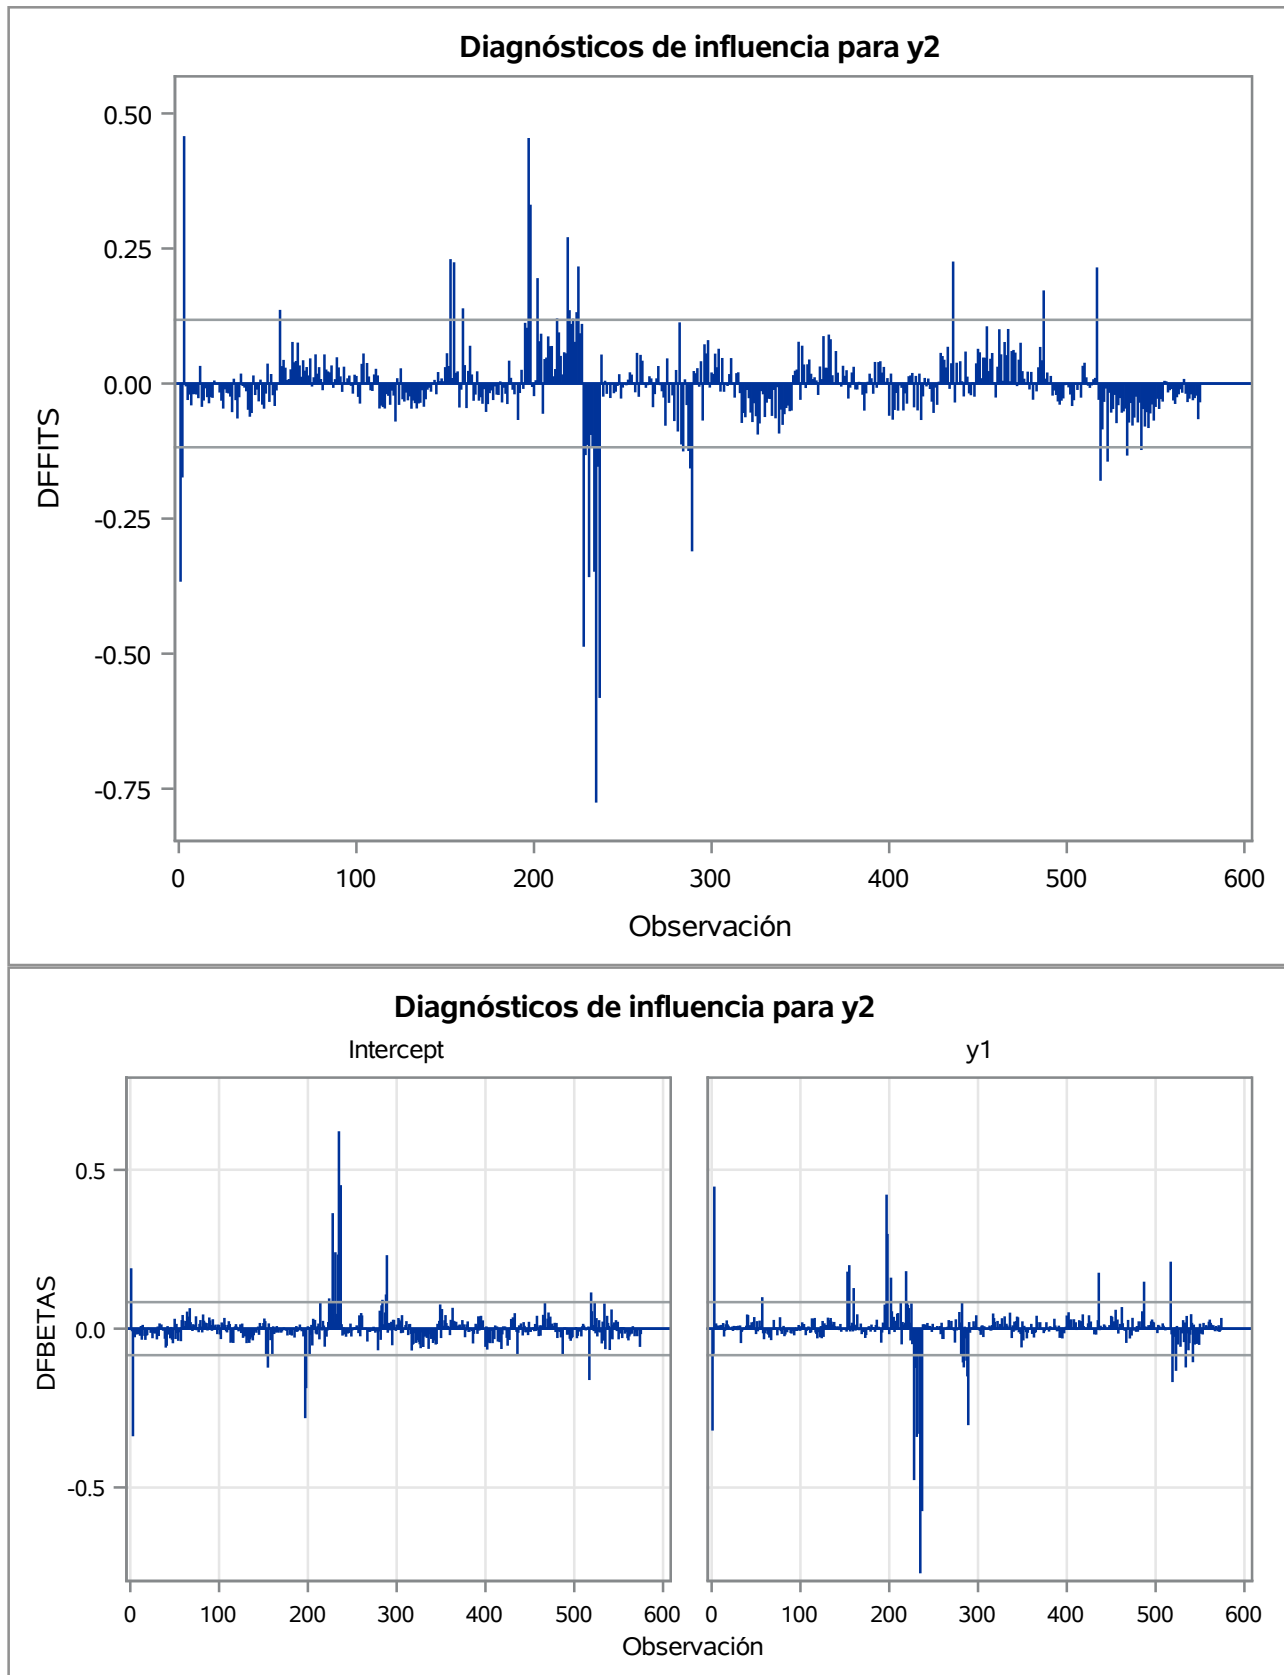 Diagnósticos de influencia para y2
0.50
0.25
0.00
-0.25
-0.50
-0.75
DFFITS
0 100 200 300 400 500 600
Observación
Diagnósticos de influencia para y2
Intercept y1
0.5
0.0
-0.5
DFBETAS
0 100 200 300 400 500 600 0 100 200 300 400 500 600
Observación